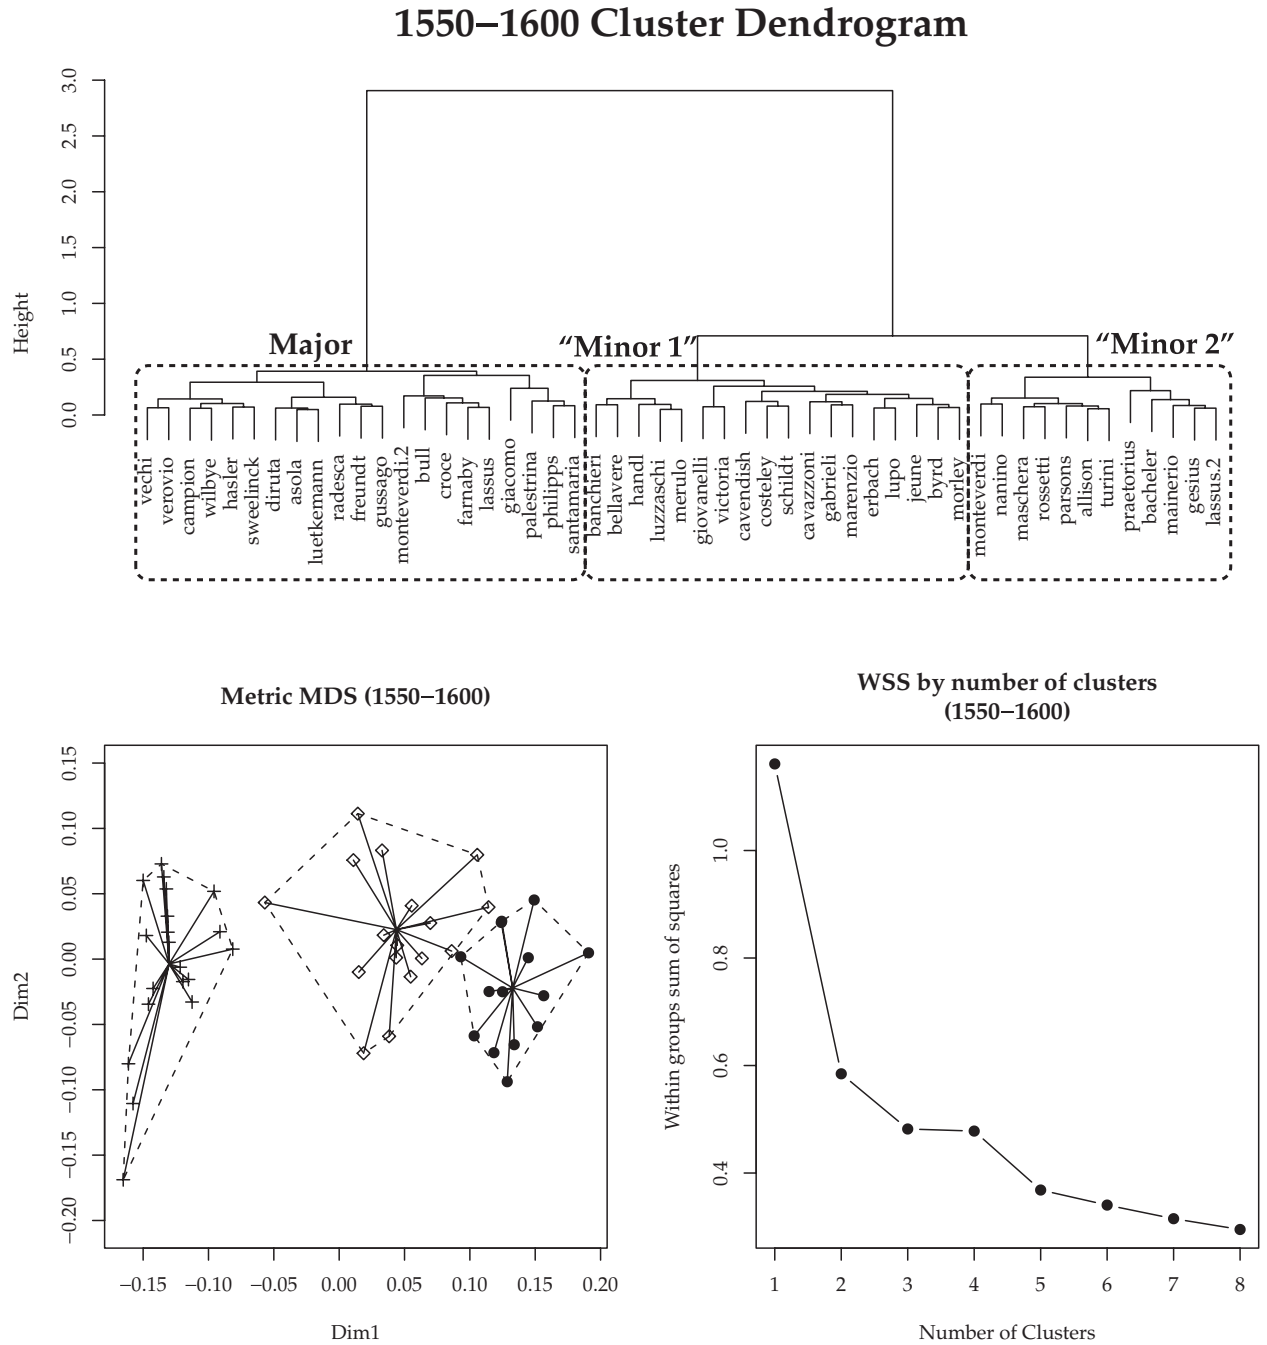 1550–1600 Cluster Dendrogram
Height
3.0
2.5
2.0
1.5
1.0
0.5
0.0
Major
“Minor 1”
“Minor 2”
vechi
verovio
campion
wilbye
hasler
sweelinck
diruta
asola
luetkemann
radesca
freundt
gussago
monteverdi.2
bull
croce
farnaby
lassus
giacomo
palestrina
philipps
santamaria
banchieri
bellavere
handl
luzzaschi
merulo
giovanelli
victoria
cavendish
costeley
schildt
cavazzoni
gabrieli
marenzio
erbach
lupo
jeune
byrd
morley
monteverdi
nanino
maschera
rossetti
parsons
allison
turini
praetorius
bacheler
mainerio
gesius
lassus.2
Metric MDS (1550–1600)
Dim2
0.15
0.10
0.05
0.00
−0.05
−0.10
−0.15
−0.20
−0.15 −0.10 −0.05 0.00 0.05 0.10 0.15 0.20
Dim1
WSS by number of clusters
(1550–1600)
Within groups sum of squares
1.0
0.8
0.6
0.4
1 2 3 4 5 6 7 8
Number of Clusters